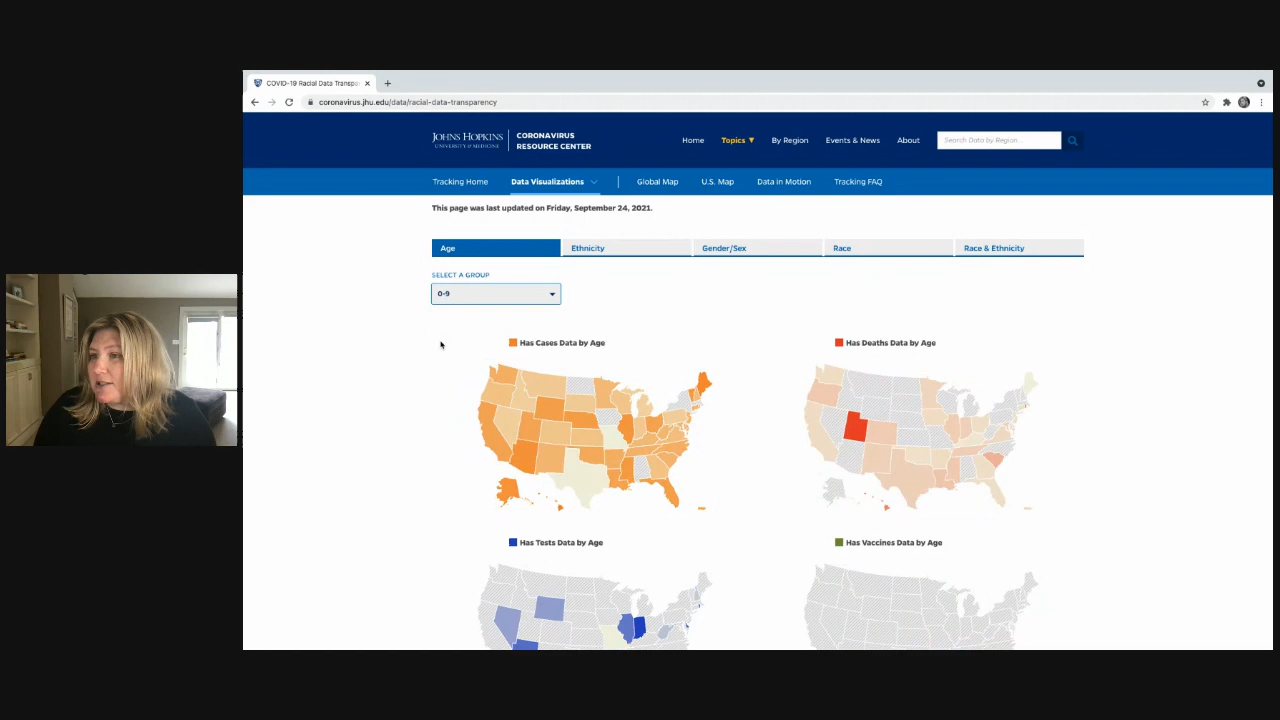 COVID-19 Racial Data Transpa
coronavirus.jhu.edu/data/racial-data-transparency
JOHNS HOPKINS
UNIVERSITY & MEDICINE
CORONAVIRUS
RESOURCE CENTER
Home
Topics
By Region
Events & News
About
Search Data by Region...
Tracking Home
Data Visualizations
Global Map
U.S. Map
Data in Motion
Tracking FAQ
This page was last updated on Friday, September 24, 2021.
Age
Ethnicity
Gender/Sex
Race
Race & Ethnicity
SELECT A GROUP
0-9
Has Cases Data by Age
Has Deaths Data by Age
Has Tests Data by Age
Has Vaccines Data by Age